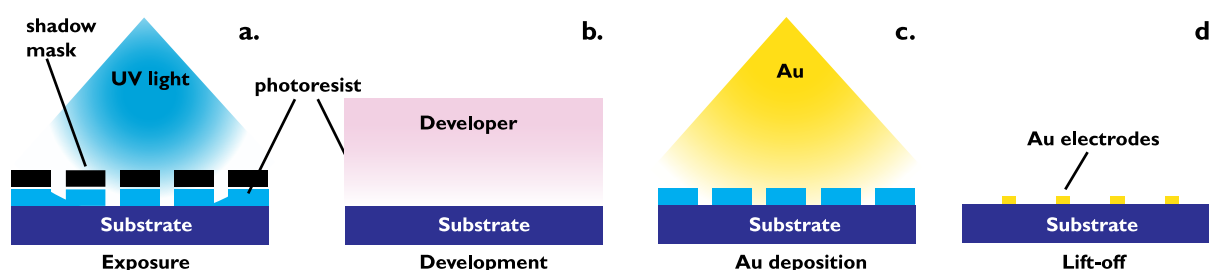 shadow
mask
a.
UV light
photoresist
Substrate
Exposure
b.
Developer
Substrate
Development
c.
Au
Substrate
Au deposition
d
Au electrodes
Substrate
Lift-off